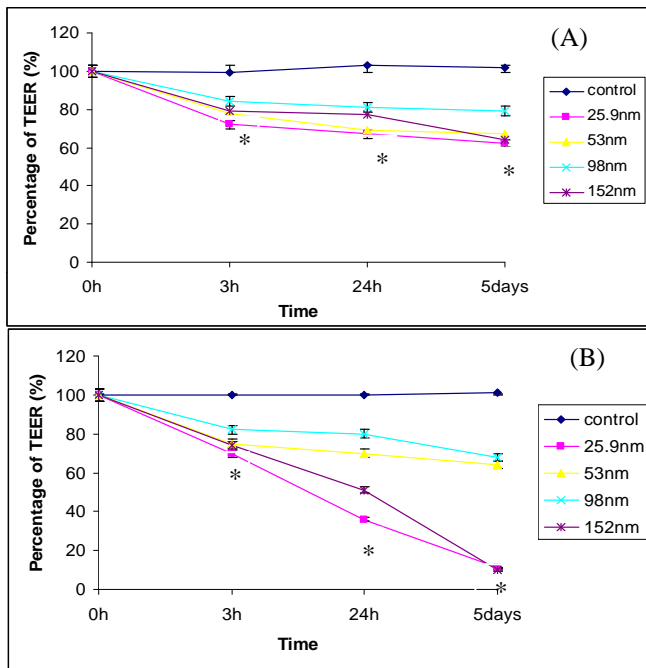 (A)
Percentage of TEER (%)
120
100
80
60
40
20
0
0h 3h 24h 5days
Time
* * *
control
25.9nm
53nm
98nm
152nm
(B)
Percentage of TEER (%)
120
100
80
60
40
20
0
0h 3h 24h 5days
Time
* * *
control
25.9nm
53nm
98nm
152nm